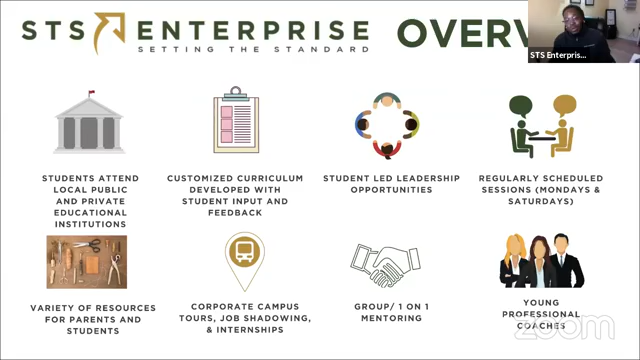 STS ENTERPRISE
SETTING THE STANDARD
STS Enterpris...
STUDENTS ATTEND
LOCAL PUBLIC
AND PRIVATE
EDUCATIONAL
INSTITUTIONS
CUSTOMIZED CURRICULUM
DEVELOPED WITH
STUDENT INPUT AND
FEEDBACK
STUDENT LED LEADERSHIP
OPPORTUNITIES
REGULARLY SCHEDULED
SESSIONS (MONDAYS &
SATURDAYS)
VARIETY OF RESOURCES
FOR PARENTS AND
STUDENTS
CORPORATE CAMPUS
TOURS, JOB SHADOWING,
& INTERNSHIPS
GROUP/ 1 ON 1
MENTORING
YOUNG
PROFESSIONAL
COACHES
zoom